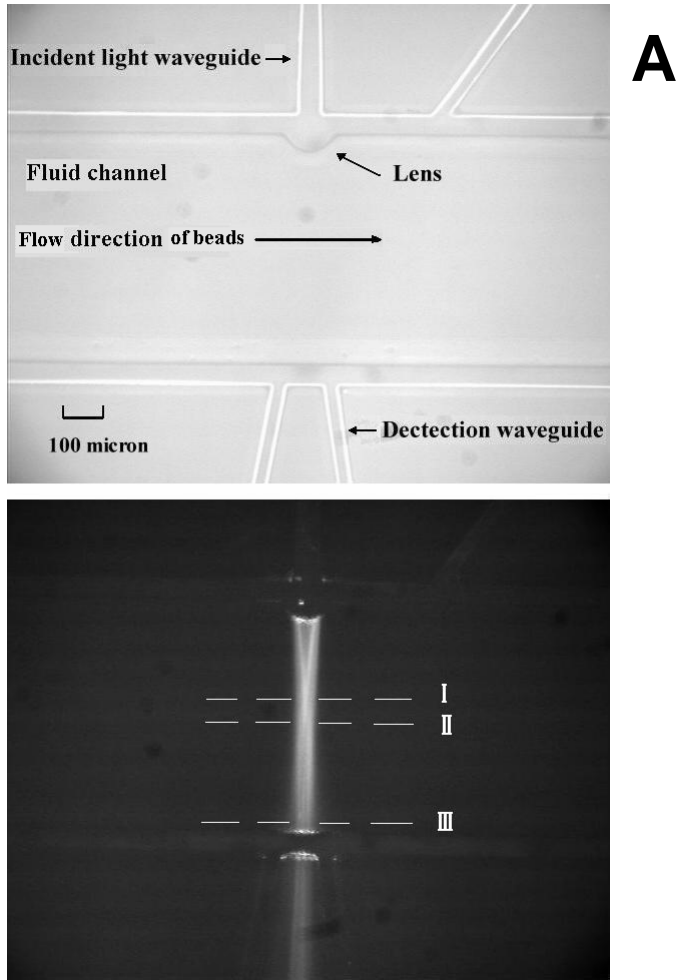 A
Incident light waveguide
Lens
Fluid channel
Flow direction of beads
100 micron
Dectection waveguide
I
II
III